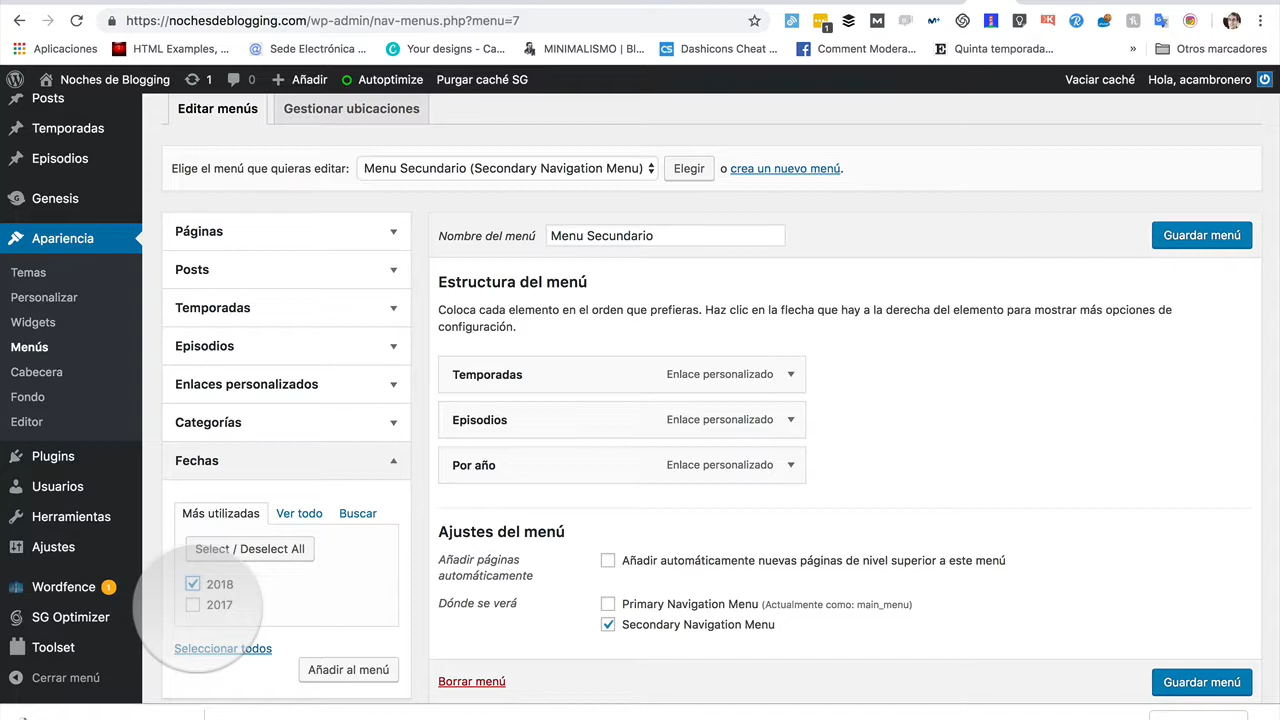 https://nochesdeblogging.com/wp-admin/nav-menus.php?menu=7
Aplicaciones
HTML Examples, ...
Sede Electrónica ...
Your designs - Ca...
MINIMALISMO | Bl...
Dashicons Cheat ...
Comment Modera...
Quinta temporada...
»
Otros marcadores
Noches de Blogging
1
0
Añadir
Autoptimize
Purgar caché SG
Vaciar caché
Hola, acambronero
Posts
Temporadas
Episodios
Genesis
Apariencia
Temas
Personalizar
Widgets
Menús
Cabecera
Fondo
Editor
Plugins
Usuarios
Herramientas
Ajustes
Wordfence 1
SG Optimizer
Toolset
Cerrar menú
Editar menús
Gestionar ubicaciones
Elige el menú que quieras editar: Menu Secundario (Secondary Navigation Menu) Elegir o crea un nuevo menú.
Páginas
Posts
Temporadas
Episodios
Enlaces personalizados
Categorías
Fechas
Más utilizadas Ver todo Buscar
Select / Deselect All
2018
2017
Seleccionar todos
Añadir al menú
Nombre del menú Menu Secundario Guardar menú
Estructura del menú
Coloca cada elemento en el orden que prefieras. Haz clic en la flecha que hay a la derecha del elemento para mostrar más opciones de
configuración.
Temporadas Enlace personalizado
Episodios Enlace personalizado
Por año Enlace personalizado
Ajustes del menú
Añadir páginas
automáticamente
Añadir automáticamente nuevas páginas de nivel superior a este menú
Dónde se verá
Primary Navigation Menu (Actualmente como: main_menu)
Secondary Navigation Menu
Borrar menú
Guardar menú